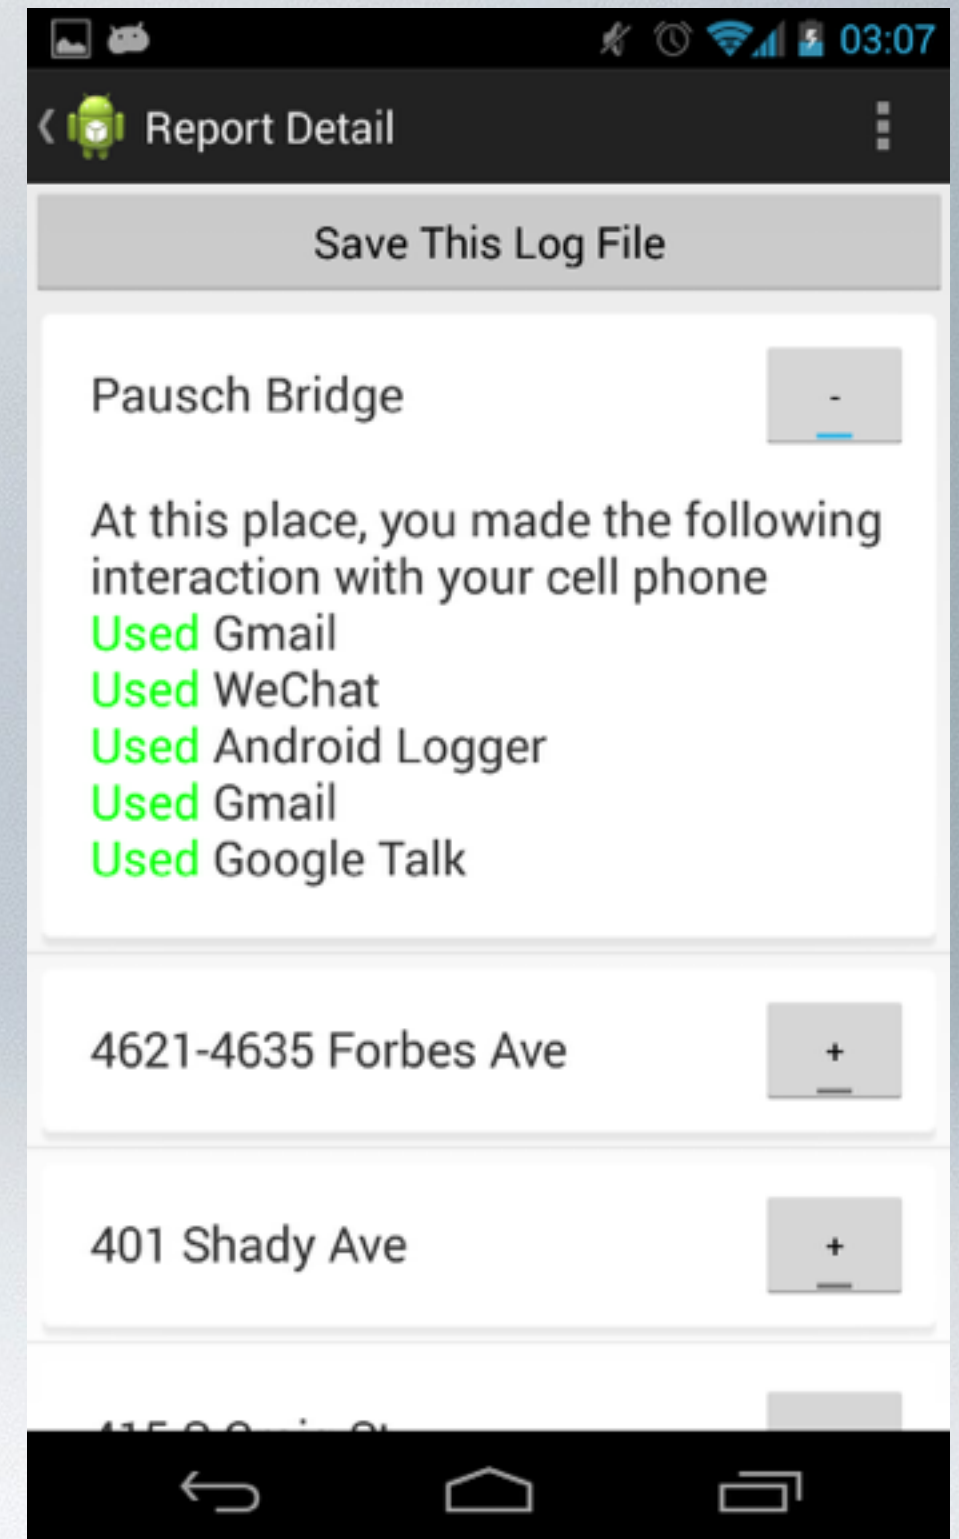 03:07
Report Detail
Save This Log File
Pausch Bridge
-
At this place, you made the following
interaction with your cell phone
Used Gmail
Used WeChat
Used Android Logger
Used Gmail
Used Google Talk
4621-4635 Forbes Ave
+
401 Shady Ave
+